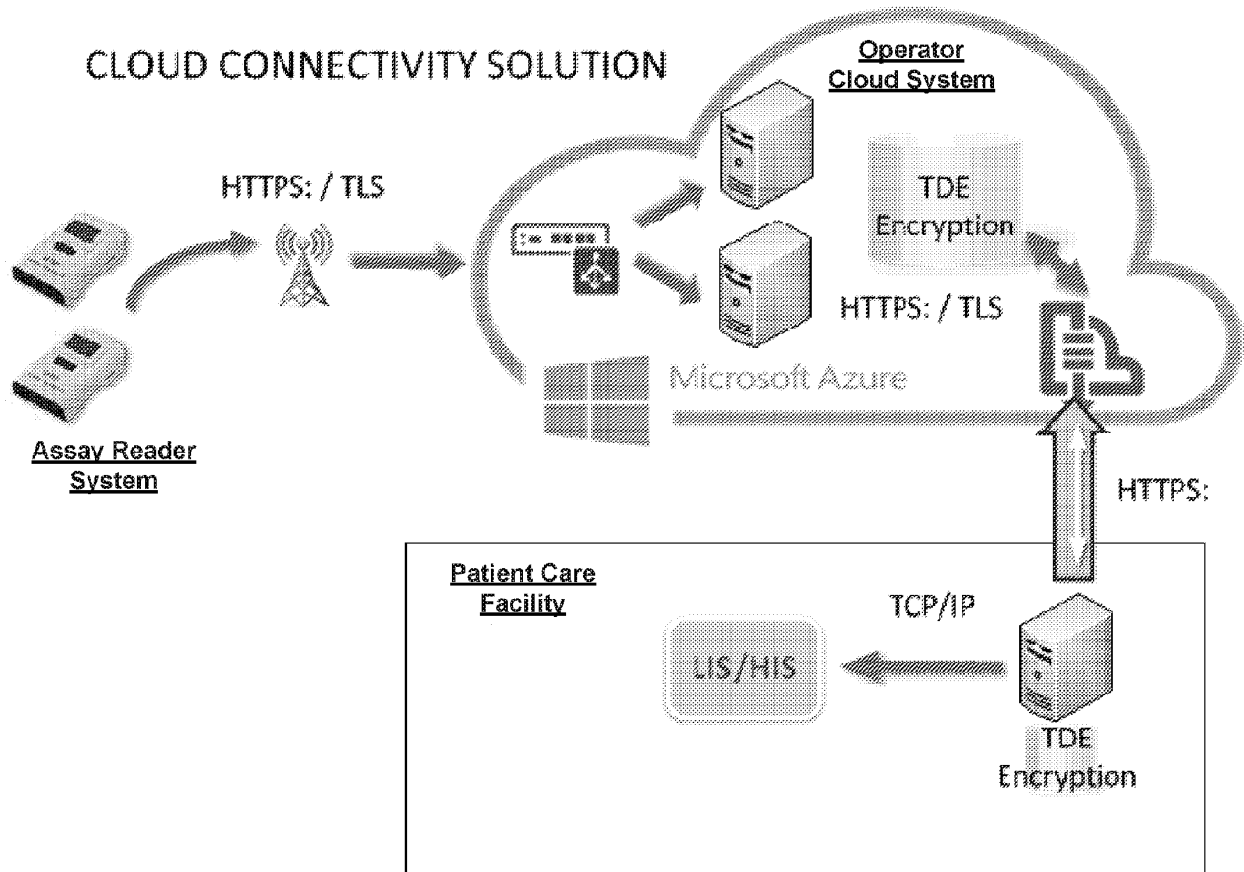 CLOUD CONNECTIVITY SOLUTION
Operator
Cloud System
HTTPS: / TLS
TDE
Encryption
HTTPS: / TLS
Microsoft Azure
Assay Reader
System
HTTPS:
Patient Care
Facility
TCP/IP
LIS/HIS
TDE
Encryption